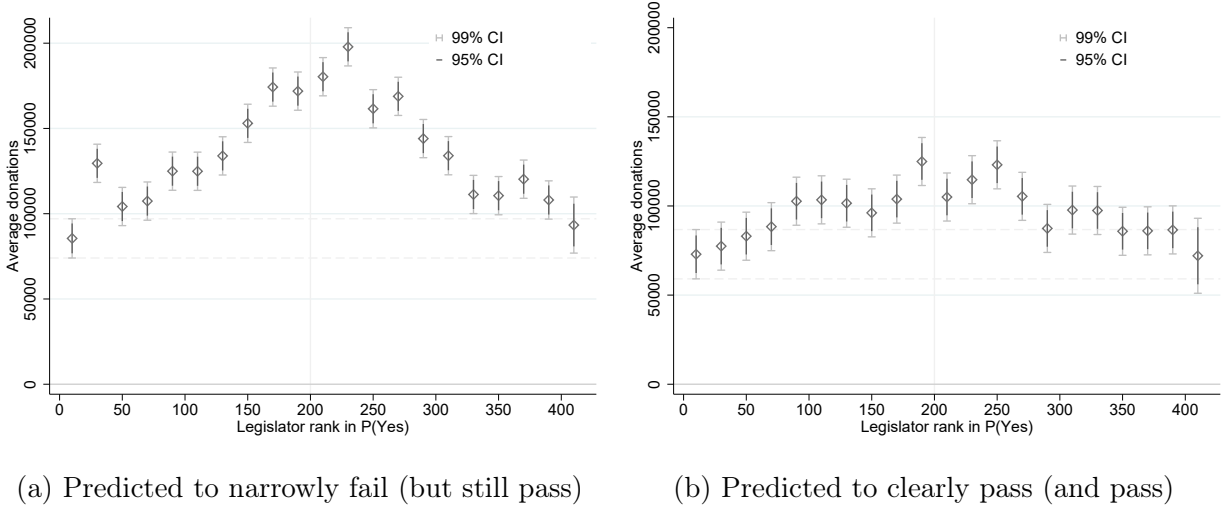 99% CI
95% CI
Average donations
200000
150000
100000
50000
0
0 50 100 150 200 250 300 350 400
Legislator rank in P(Yes)
(a) Predicted to narrowly fail (but still pass)
99% CI
95% CI
Average donations
200000
150000
100000
50000
0
0 50 100 150 200 250 300 350 400
Legislator rank in P(Yes)
(b) Predicted to clearly pass (and pass)